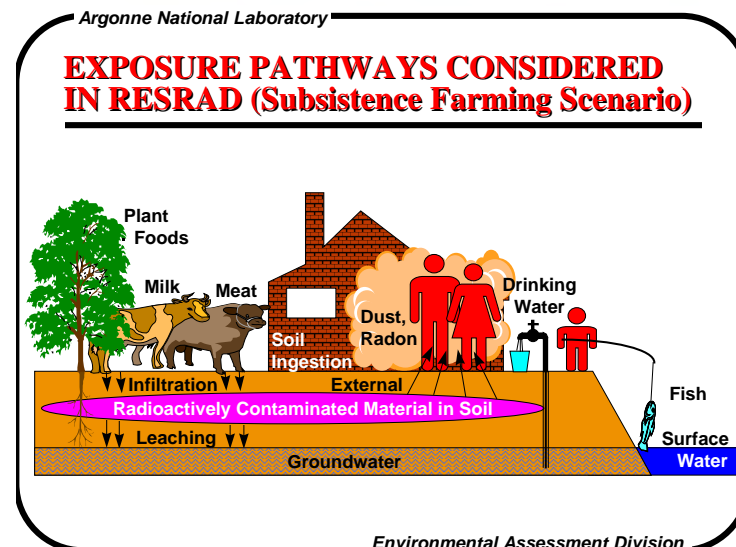 Argonne National Laboratory
EXPOSURE PATHWAYS CONSIDERED
IN RESRAD (Subsistence Farming Scenario)
Plant
Foods
Milk
Meat
Soil
Ingestion
Dust,
Radon
Drinking
Water
Infiltration
External
Radioactively Contaminated Material in Soil
Leaching
Groundwater
Fish
Surface
Water
Environmental Assessment Division